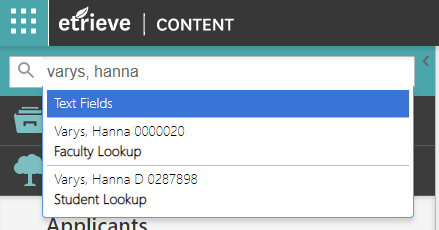 etrieve CONTENT
varys, hanna
Text Fields
Varys, Hanna 0000020
Faculty Lookup
Varys, Hanna D 0287898
Student Lookup
Applicants